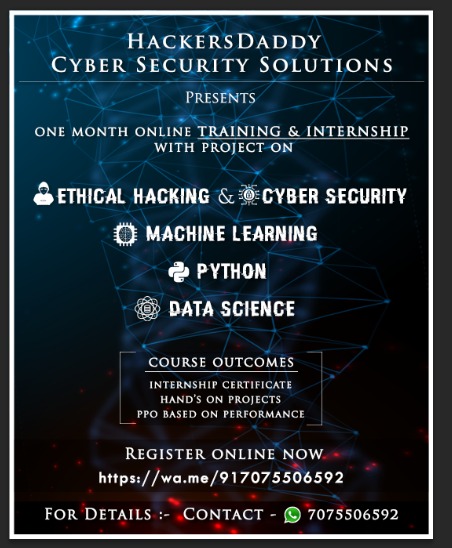 HackersDaddy
Cyber Security Solutions
Presents
one month online training & internship
with project on
ETHICAL HACKING & CYBER SECURITY
MACHINE LEARNING
PYTHON
DATA SCIENCE
course outcomes
internship certificate
hand's on projects
ppo based on performance
Register online now
https://wa.me/917075506592
For Details :- Contact - 7075506592